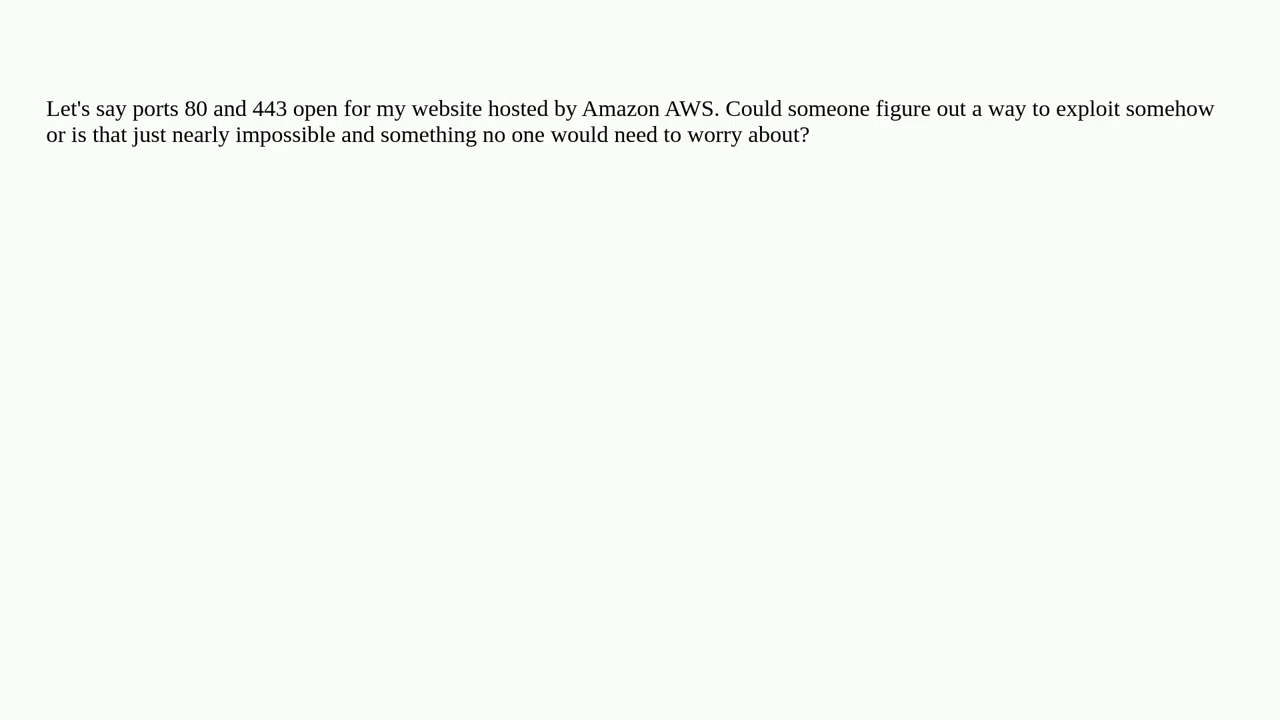 Let's say ports 80 and 443 open for my website hosted by Amazon AWS. Could someone figure out a way to exploit somehow
or is that just nearly impossible and something no one would need to worry about?